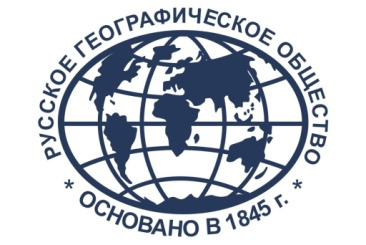 РУССКОЕ ГЕОГРАФИЧЕСКОЕ ОБЩЕСТВО
* ОСНОВАНО В 1845 г. *